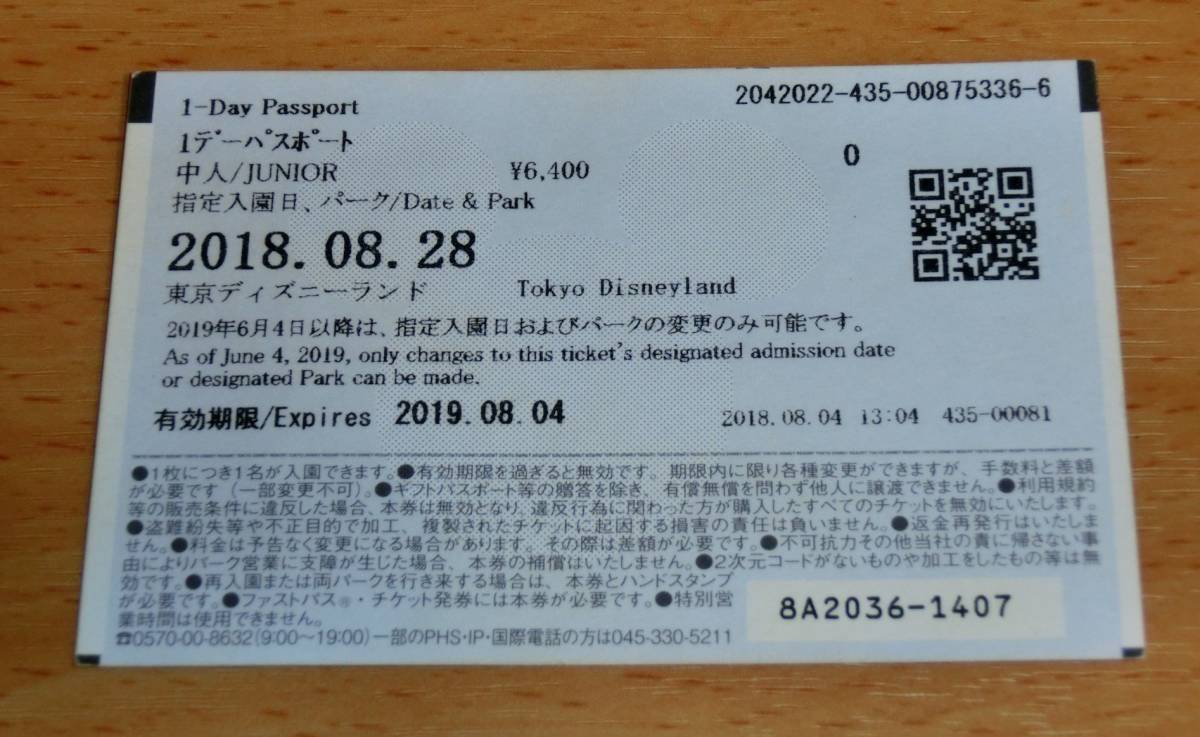 1-Day Passport
2042022-435-00875336-6
1デーパスポート
中人/JUNIOR ¥6,400
0
指定入園日、パーク/Date & Park
2018.08.28
東京ディズニーランド Tokyo Disneyland
2019年6月4日以降は、指定入園日およびパークの変更のみ可能です。
As of June 4, 2019, only changes to this ticket's designated admission date
or designated Park can be made.
有効期限/Expires 2019.08.04
2018.08.04 13:04 435-00081
●1枚につき1名が入園できます。●有効期限を過ぎると無効です。期限内に限り各種変更ができますが、手数料と差額
が必要です(一部変更不可)。●ギフトパスポート等の贈答を除き、有償無償を問わず他人に譲渡できません。●利用規約
等の販売条件に違反した場合、本券は無効となり、違反行為に関わった方が購入したすべてのチケットを無効にいたします。
●盗難紛失等や不正目的で加工、複製されたチケットに起因する損害の責任は負いません。●返金再発行はいたしま
せん。●料金は予告なく変更になる場合があります。その際は差額が必要です。●不可抗力その他当社の責に帰さない事
由によりパーク営業に支障が生じた場合、本券の補償はいたしません。●2次元コードがないものや加工をしたもの等は無
効です。●再入園または両パークを行き来する場合は、本券とハンドスタンプ
が必要です。●ファストパス®・チケット発券には本券が必要です。●特別営
業時間は使用できません。
☎0570-00-8632(9:00〜19:00)一部のPHS・IP・国際電話の方は045-330-5211
8A2036-1407